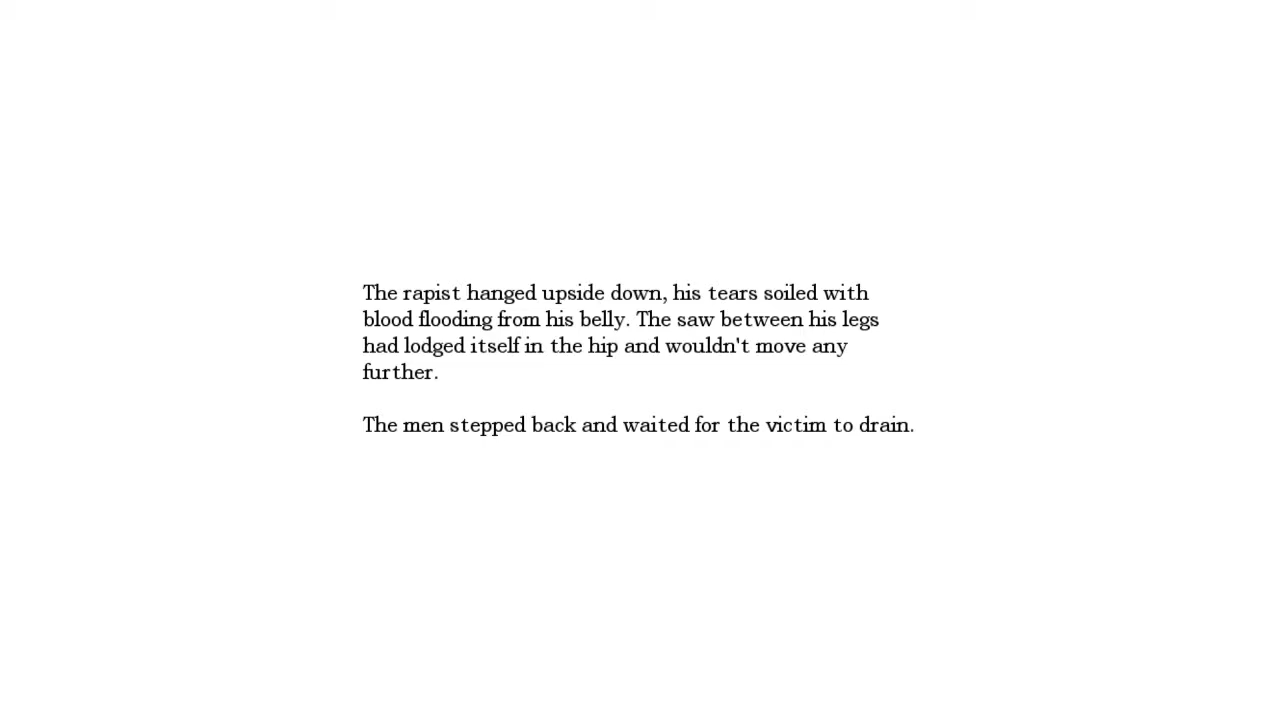 The rapist hanged upside down, his tears soiled with
blood flooding from his belly. The saw between his legs
had lodged itself in the hip and wouldn't move any
further.
The men stepped back and waited for the victim to drain.